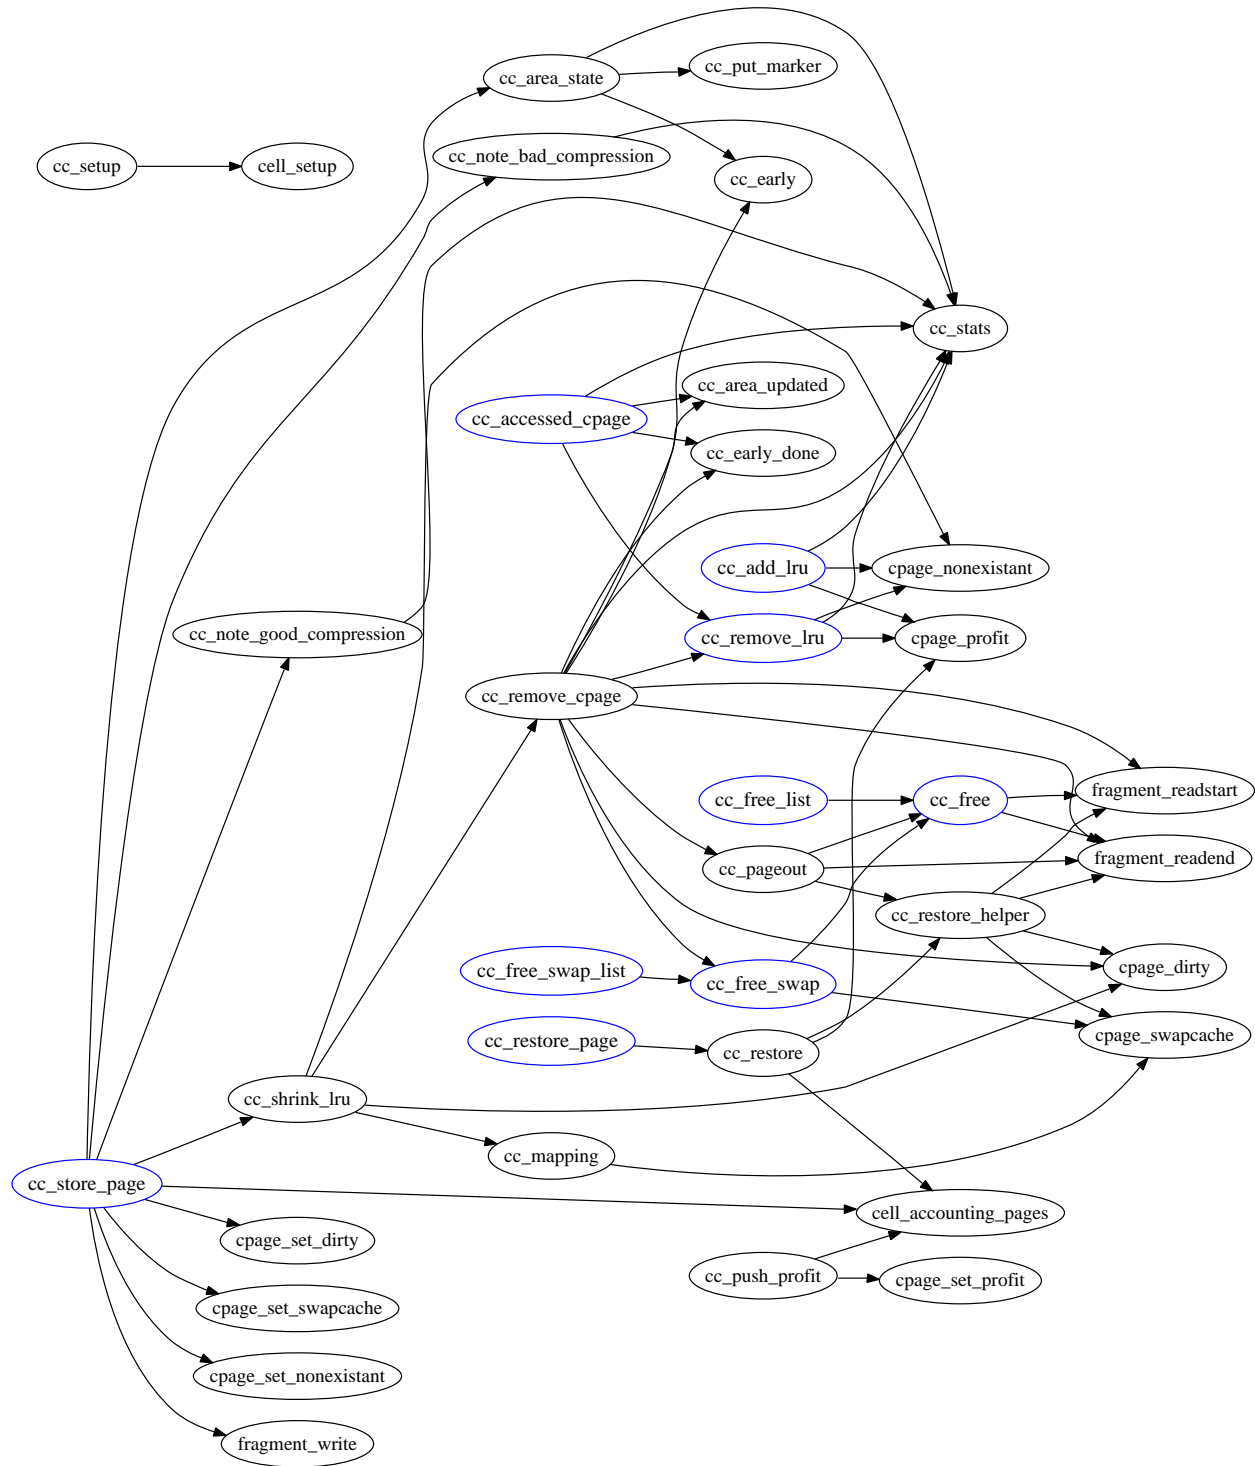 cc_area_state
cc_put_marker
cc_note_bad_compression
cc_setup
cell_setup
cc_early
cc_stats
cc_area_updated
cc_accessed_cpage
cc_early_done
cc_add_lru
cpage_nonexistant
cc_note_good_compression
cc_remove_lru
cpage_profit
cc_remove_cpage
fragment_readstart
cc_free_list
cc_free
fragment_readend
cc_pageout
cc_restore_helper
cpage_dirty
cc_free_swap_list
cc_free_swap
cpage_swapcache
cc_restore_page
cc_restore
cc_shrink_lru
cc_mapping
cc_store_page
cell_accounting_pages
cpage_set_dirty
cc_push_profit
cpage_set_profit
cpage_set_swapcache
cpage_set_nonexistant
fragment_write